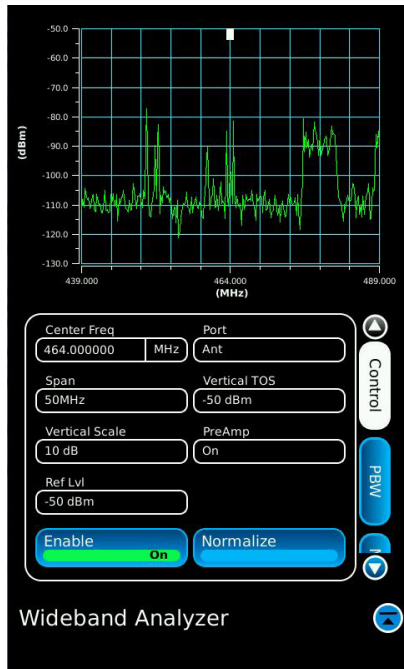 -50.0
-60.0
-70.0
-80.0
(dBm)
-90.0
-100.0
-110.0
-120.0
-130.0
439.000 464.000 489.000
(MHz)
Center Freq Port
464.000000 MHz Ant
Span Vertical TOS
50MHz -50 dBm
Vertical Scale PreAmp
10 dB On
Ref Lvl
-50 dBm
Enable Normalize
On
Control
PBW
Wideband Analyzer